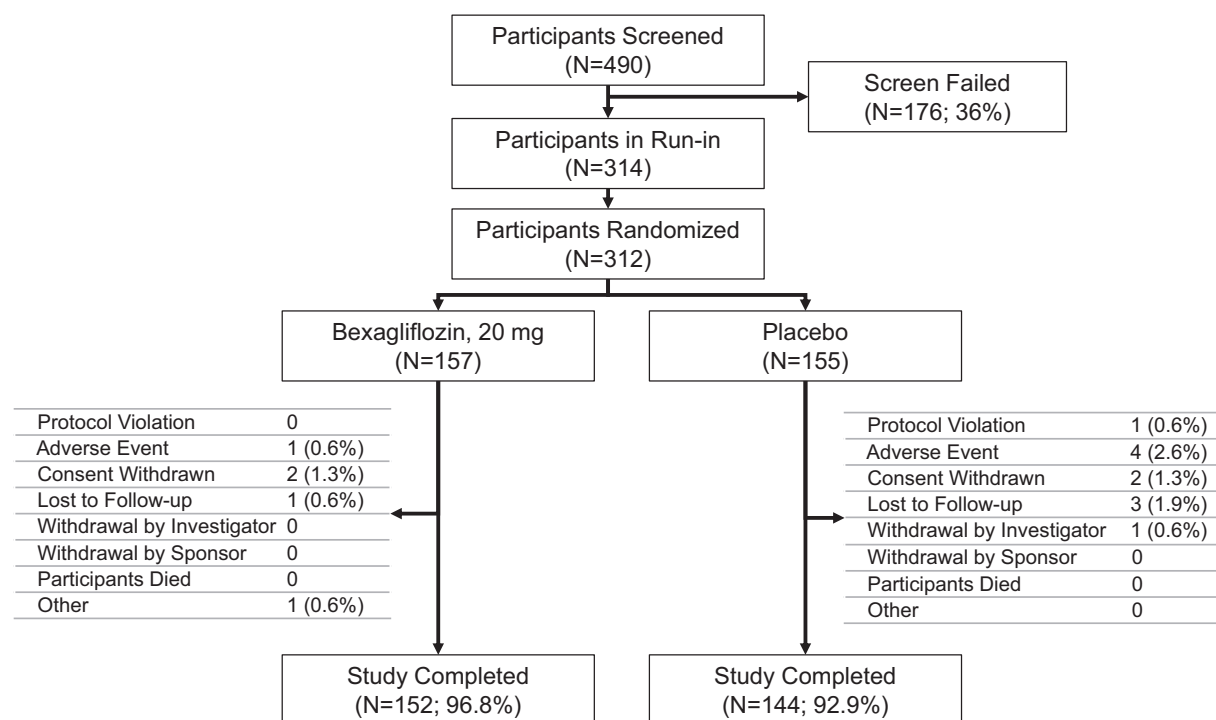 Participants Screened
(N=490)
Screen Failed
(N=176; 36%)
Participants in Run-in
(N=314)
Participants Randomized
(N=312)
Bexagliflozin, 20 mg
(N=157)
Placebo
(N=155)
Protocol Violation 0
Adverse Event 1 (0.6%)
Consent Withdrawn 2 (1.3%)
Lost to Follow-up 1 (0.6%)
Withdrawal by Investigator 0
Withdrawal by Sponsor 0
Participants Died 0
Other 1 (0.6%)
Protocol Violation 1 (0.6%)
Adverse Event 4 (2.6%)
Consent Withdrawn 2 (1.3%)
Lost to Follow-up 3 (1.9%)
Withdrawal by Investigator 1 (0.6%)
Withdrawal by Sponsor 0
Participants Died 0
Other 0
Study Completed
(N=152; 96.8%)
Study Completed
(N=144; 92.9%)